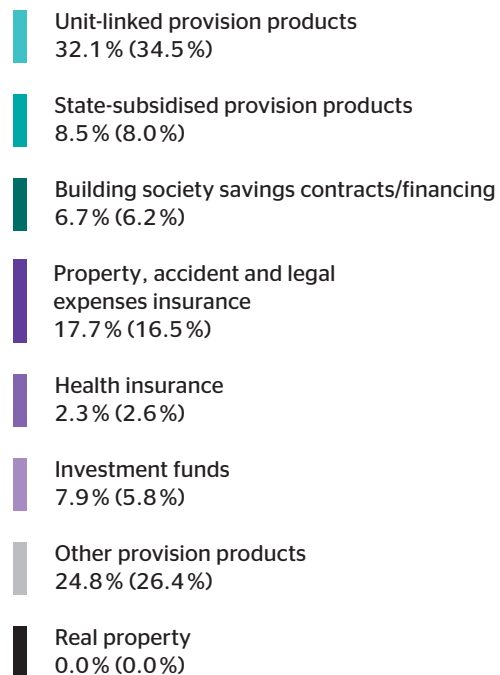 Unit-linked provision products
32.1% (34.5%)
State-subsidised provision products
8.5% (8.0%)
Building society savings contracts/financing
6.7% (6.2%)
Property, accident and legal
expenses insurance
17.7% (16.5%)
Health insurance
2.3% (2.6%)
Investment funds
7.9% (5.8%)
Other provision products
24.8% (26.4%)
Real property
0.0% (0.0%)